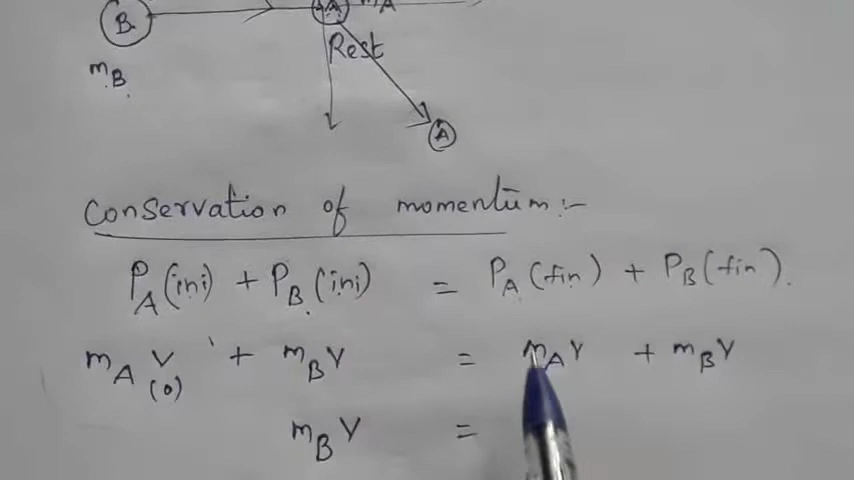 B A mA
Rest
mB
A
Conservation of momentum:-
PA(ini) + PB(ini) = PA(fin) + PB(fin).
mA v + mBv = mAv + mBv
(0)
mB v =